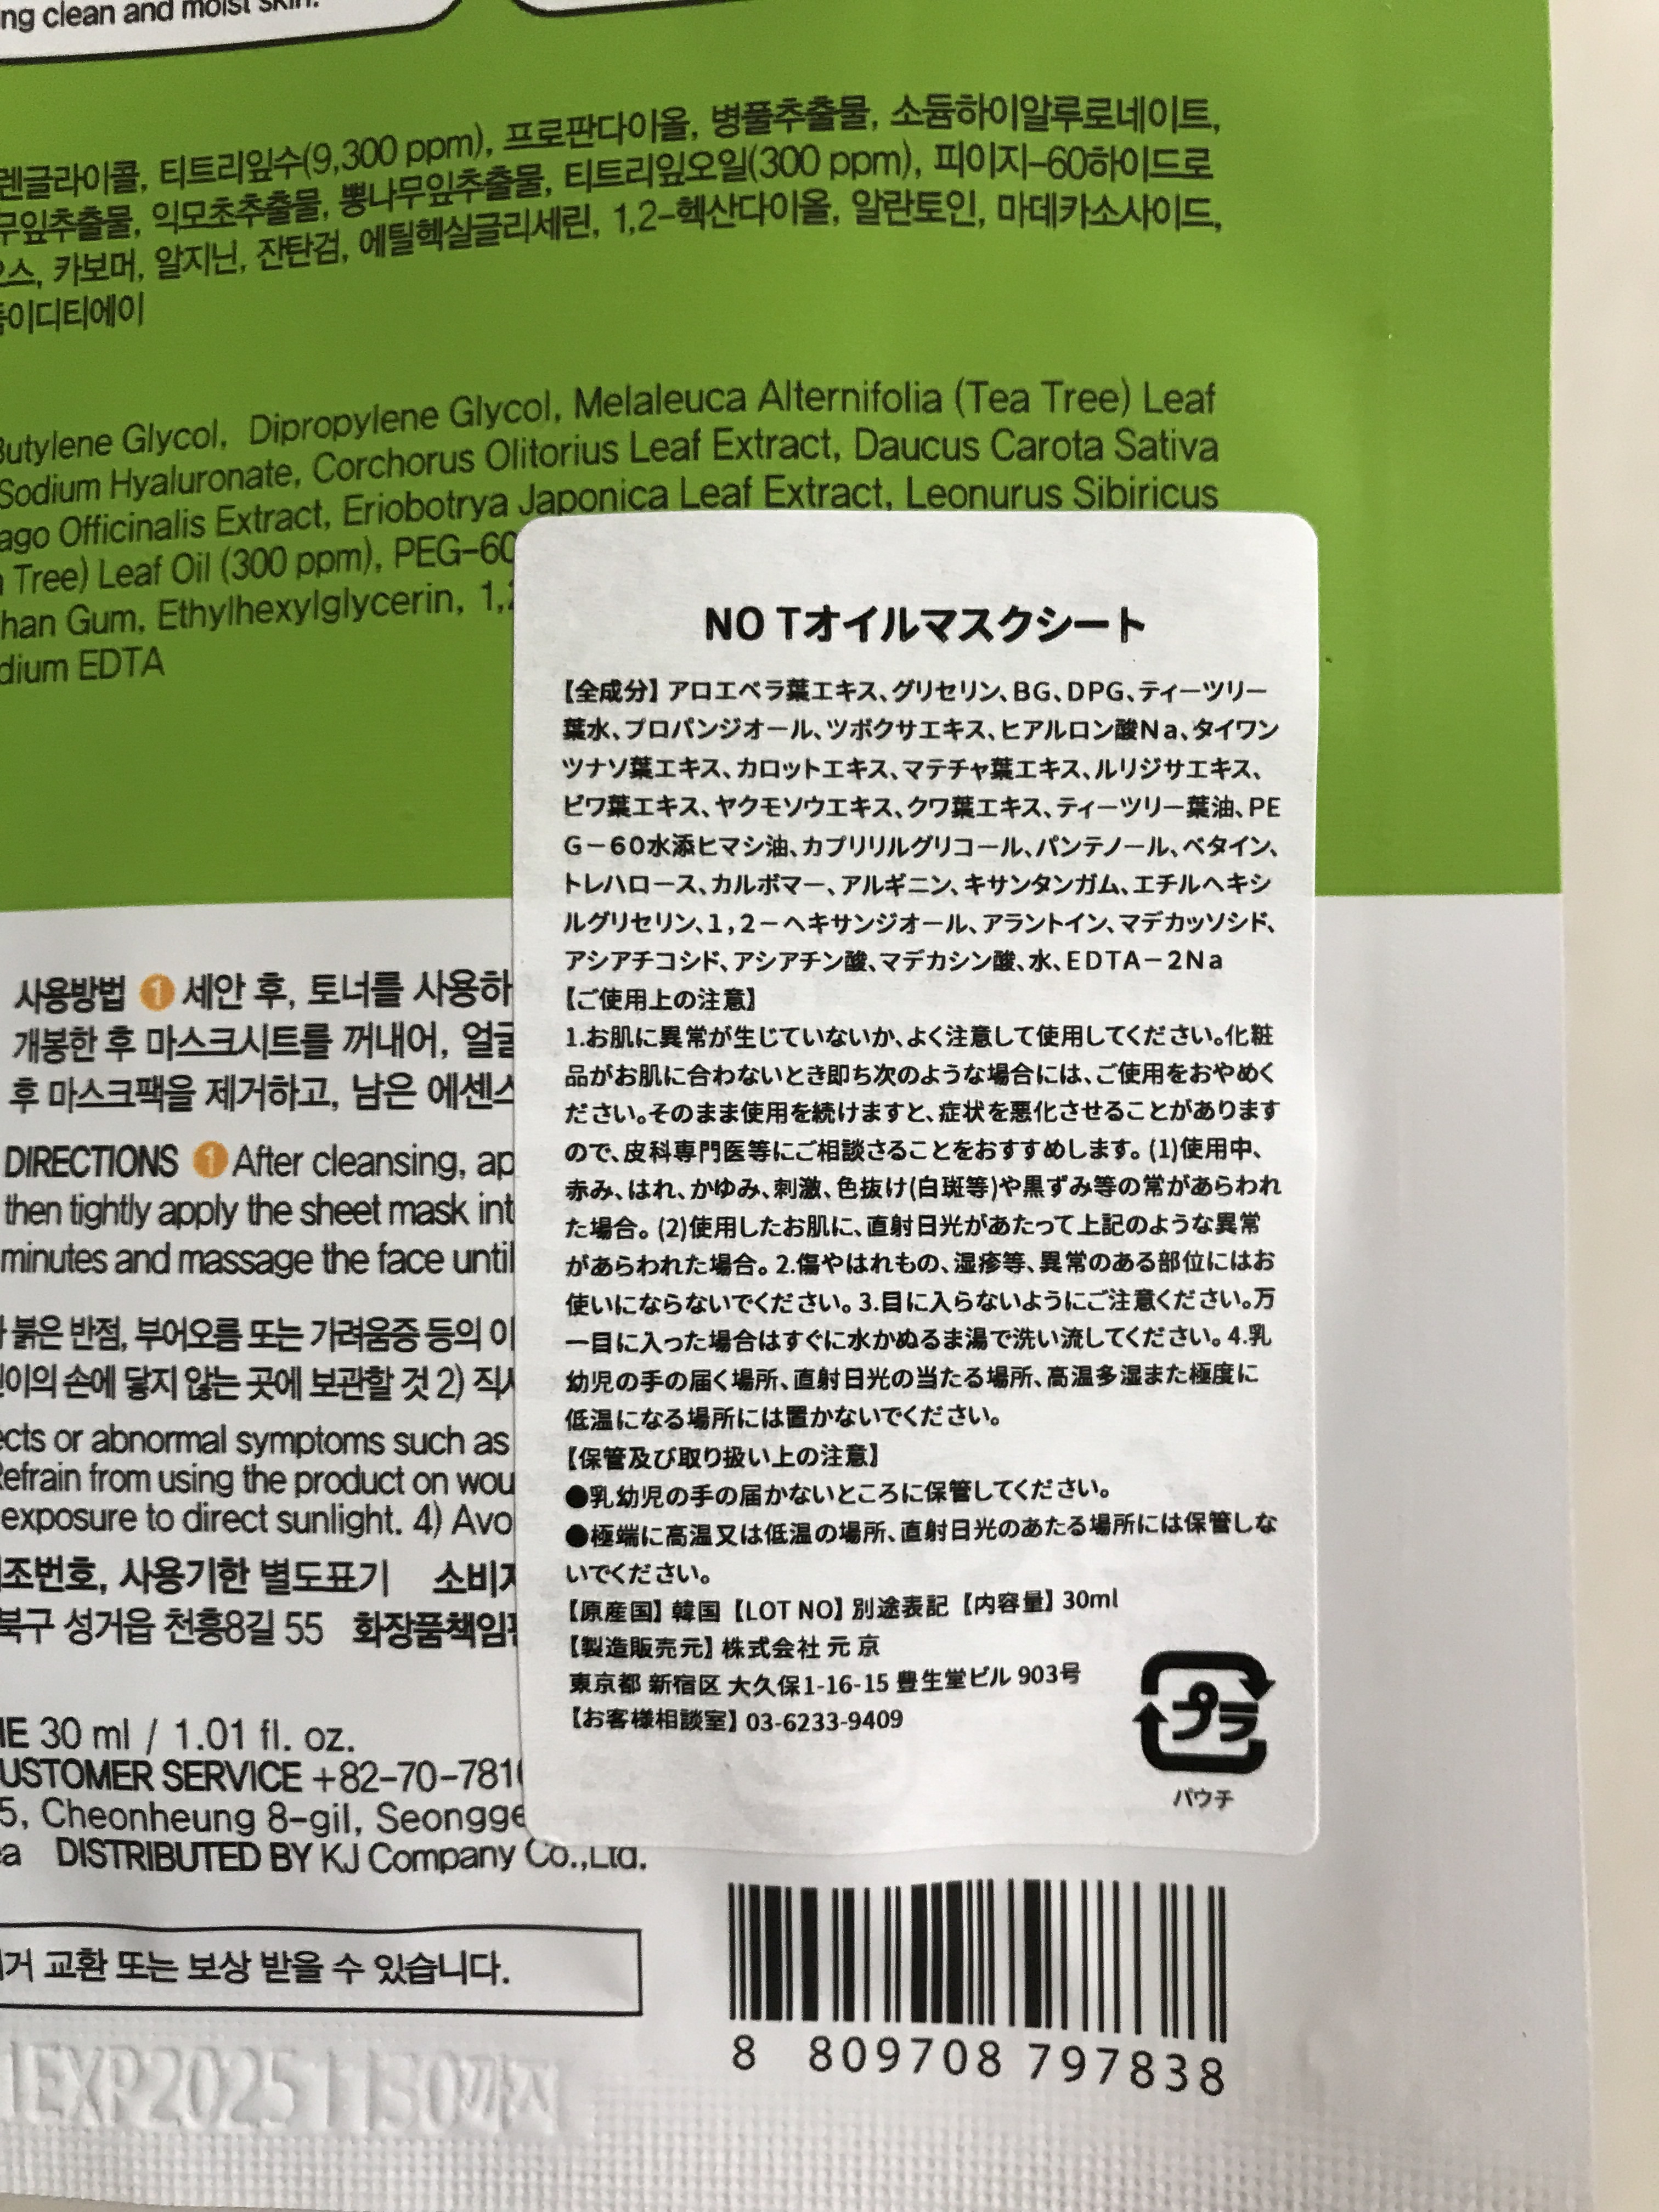 ng clean and moist skin.
렌글라이콜, 티트리잎수(9,300 ppm), 프로판다이올, 병풀추출물, 소듐하이알루로네이트,
무잎추출물, 익모초추출물, 뽕나무잎추출물, 티트리잎오일(300 ppm), 피이지-60하이드로
오스, 카보머, 알지닌, 잔탄검, 에틸헥실글리세린, 1,2-헥산다이올, 알란토인, 마데카소사이드,
듐이디티에이
Butylene Glycol, Dipropylene Glycol, Melaleuca Alternifolia (Tea Tree) Leaf
Sodium Hyaluronate, Corchorus Olitorius Leaf Extract, Daucus Carota Sativa
ago Officinalis Extract, Eriobotrya Japonica Leaf Extract, Leonurus Sibiricus
Tree) Leaf Oil (300 ppm), PEG-60
han Gum, Ethylhexylglycerin, 1,
dium EDTA
NO Tオイルマスクシート
【全成分】アロエベラ葉エキス、グリセリン、BG、DPG、ティーツリー
葉水、プロパンジオール、ツボクサエキス、ヒアルロン酸Na、タイワン
ツナソ葉エキス、カロットエキス、マテチャ葉エキス、ルリジサエキス、
ビワ葉エキス、ヤクモソウエキス、クワ葉エキス、ティーツリー葉油、PE
G－60水添ヒマシ油、カプリリルグリコール、パンテノール、ベタイン、
トレハロース、カルボマー、アルギニン、キサンタンガム、エチルヘキシ
ルグリセリン、1,2－ヘキサンジオール、アラントイン、マデカッソシド、
アシアチコシド、アシアチン酸、マデカシン酸、水、EDTA－2Na
【ご使用上の注意】
1.お肌に異常が生じていないか、よく注意して使用してください。化粧
品がお肌に合わないとき即ち次のような場合には、ご使用をおやめく
ださい。そのまま使用を続けますと、症状を悪化させることがあります
ので、皮科専門医等にご相談さることをおすすめします。(1)使用中、
赤み、はれ、かゆみ、刺激、色抜け(白斑等)や黒ずみ等の常があらわれ
た場合。(2)使用したお肌に、直射日光があたって上記のような異常
があらわれた場合。2.傷やはれもの、湿疹等、異常のある部位にはお
使いにならないでください。3.目に入らないようにご注意ください。万
一目に入った場合はすぐに水かぬるま湯で洗い流してください。4.乳
幼児の手の届く場所、直射日光の当たる場所、高温多湿また極度に
低温になる場所には置かないでください。
【保管及び取り扱い上の注意】
●乳幼児の手の届かないところに保管してください。
●極端に高温又は低温の場所、直射日光のあたる場所には保管しな
いでください。
【原産国】韓国【LOT NO】別途表記【内容量】30ml
【製造販売元】株式会社 元 京
東京都 新宿区 大久保1-16-15 豊生堂ビル 903号
【お客様相談室】03-6233-9409
プラ
パウチ
사용방법 1 세안 후, 토너를 사용하
개봉한 후 마스크시트를 꺼내어, 얼굴
후 마스크팩을 제거하고, 남은 에센스
DIRECTIONS 1 After cleansing, ap
then tightly apply the sheet mask int
minutes and massage the face until
붉은 반점, 부어오름 또는 가려움증 등의 이
이의 손에 닿지 않는 곳에 보관할 것 2) 직사
ects or abnormal symptoms such as
Refrain from using the product on wou
exposure to direct sunlight. 4) Avo
조번호, 사용기한 별도표기 소비자
북구 성거읍 천흥8길 55 화장품책임판
ME 30 ml / 1.01 fl. oz.
CUSTOMER SERVICE +82-70-781
5, Cheonheung 8-gil, Seongge
ea DISTRIBUTED BY KJ Company Co.,Ltd.
거 교환 또는 보상 받을 수 있습니다.
EXP20251130까지
8 809708 797838